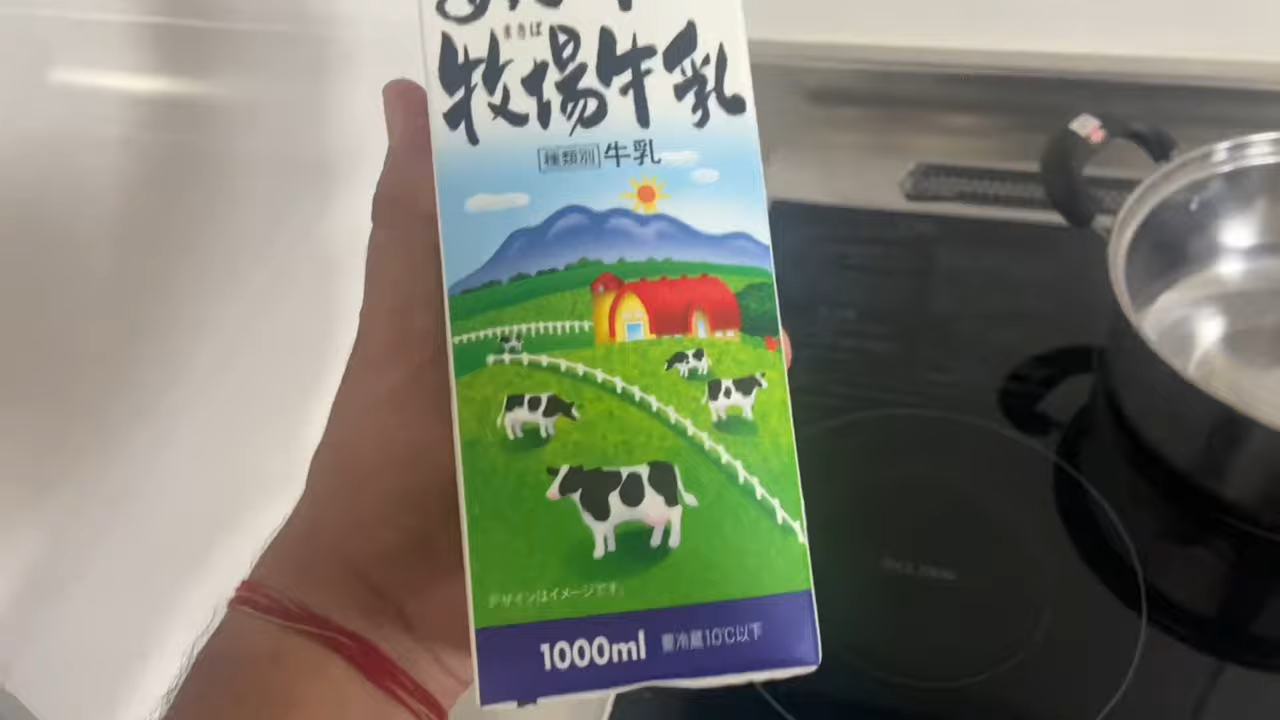 まきば
牧場牛乳
種類別 牛乳
デザインはイメージです。
1000ml 要冷蔵10℃以下